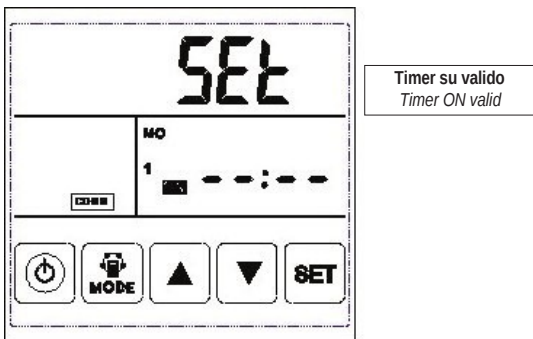 SEt
Timer su valido
Timer ON valid
MO
1
--:--
MODE
SET